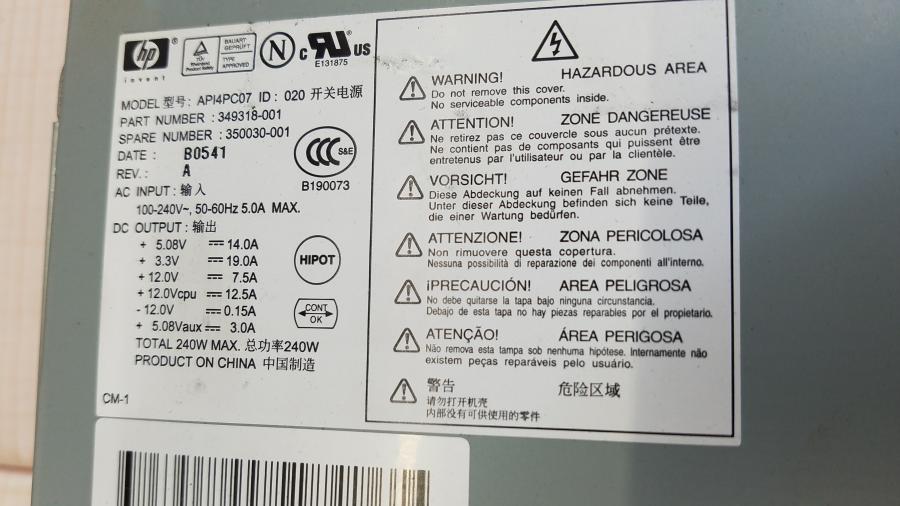 hp
invent
TÜV
Rheinland
Product Safety
BAUART
GEPRÜFT
TYPE
APPROVED
N
c RU US
E131875
MODEL 型号: API4PC07 ID: 020 开关电源
PART NUMBER : 349318-001
SPARE NUMBER : 350030-001
DATE : B0541
REV. : A
CCC S&E
B190073
AC INPUT : 输入
100-240V~, 50-60Hz 5.0A MAX.
DC OUTPUT : 输出
+ 5.08V ⎓ 14.0A
+ 3.3V ⎓ 19.0A
+ 12.0V ⎓ 7.5A
+ 12.0Vcpu ⎓ 12.5A
- 12.0V ⎓ 0.15A
+ 5.08Vaux ⎓ 3.0A
HIPOT
CONT
OK
TOTAL 240W MAX. 总功率240W
PRODUCT ON CHINA 中国制造
CM-1
WARNING! HAZARDOUS AREA
Do not remove this cover.
No serviceable components inside.
ATTENTION! ZONE DANGEREUSE
Ne retirez pas ce couvercle sous aucun prétexte.
Ne contient pas de composants qui puissent être
entretenus par l'utilisateur ou par la clientèle.
VORSICHT! GEFAHR ZONE
Diese Abdeckung auf keinen Fall abnehmen.
Unter dieser Abdeckung befinden sich keine Teile,
die einer Wartung bedürfen.
ATTENZIONE! ZONA PERICOLOSA
Non rimuovere questa copertura.
Nessuna possibilità di reparazione dei componenti all'interno.
¡PRECAUCIÓN! AREA PELIGROSA
No debe quitarse la tapa bajo ninguna circunstancia.
Debajo de esta tapa no hay piezas reparables por el propietario.
ATENÇÃO! ÁREA PERIGOSA
Não remova esta tampa sob nenhuma hipótese. Internamente não
existem peças reparáveis pelo usuário.
警告 危险区域
请勿打开机壳
内部没有可供使用的零件